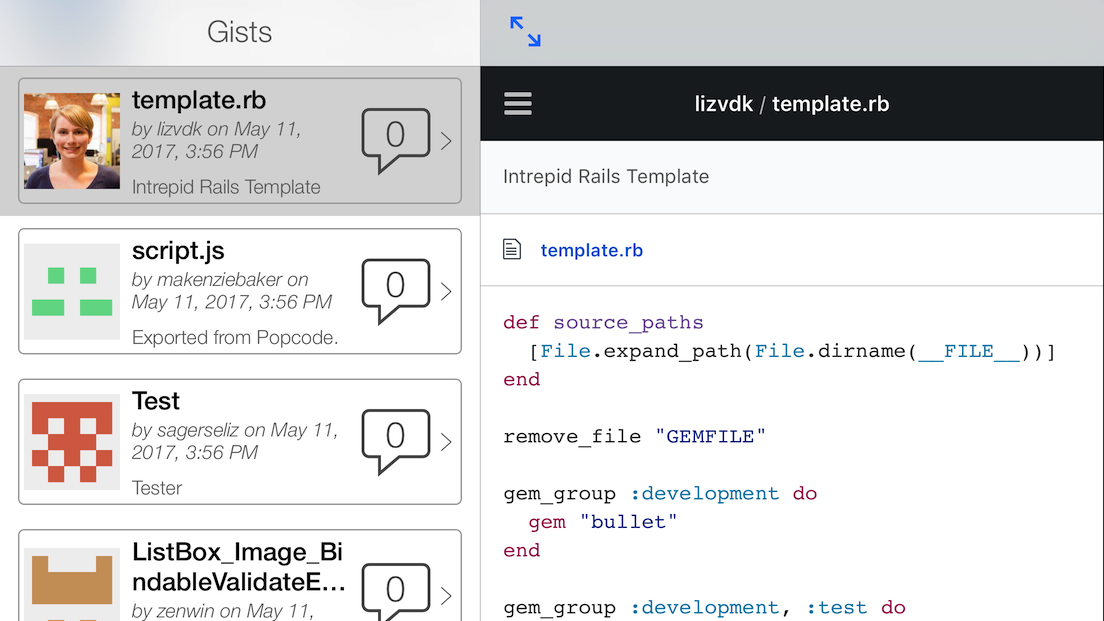 Gists
template.rb
by lizvdk on May 11,
2017, 3:56 PM
Intrepid Rails Template
0
script.js
by makenziebaker on
May 11, 2017, 3:56 PM
Exported from Popcode.
0
Test
by sagerseliz on May 11,
2017, 3:56 PM
Tester
0
ListBox_Image_Bi
ndableValidateE...
by zenwin on May 11,
0
lizvdk / template.rb
Intrepid Rails Template
template.rb
def source_paths
  [File.expand_path(File.dirname(__FILE__))]
end
remove_file "GEMFILE"
gem_group :development do
  gem "bullet"
end
gem_group :development, :test do